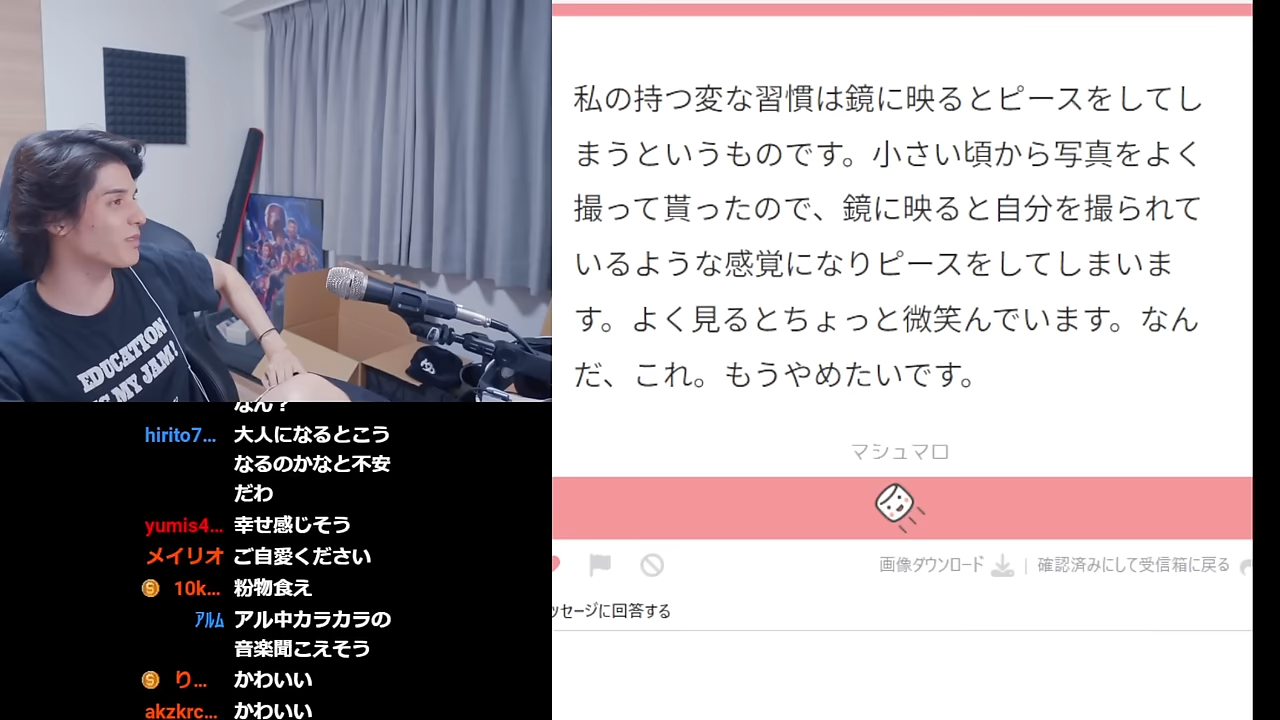 私の持つ変な習慣は鏡に映るとピースをしてし
まうというものです。小さい頃から写真をよく
撮って貰ったので、鏡に映ると自分を撮られて
いるような感覚になりピースをしてしまいま
す。よく見るとちょっと微笑んでいます。なん
だ、これ。もうやめたいです。
マシュマロ
画像ダウンロード | 確認済みにして受信箱に戻る
ッセージに回答する
EDUCATION
MY JAM!
なん？
hirito7… 大人になるとこう
なるのかなと不安
だわ
yumis4… 幸せ感じそう
メイリオ ご自愛ください
10k… 粉物食え
ｱﾙﾑ アル中カラカラの
音楽聞こえそう
り… かわいい
akzkrc… かわいい